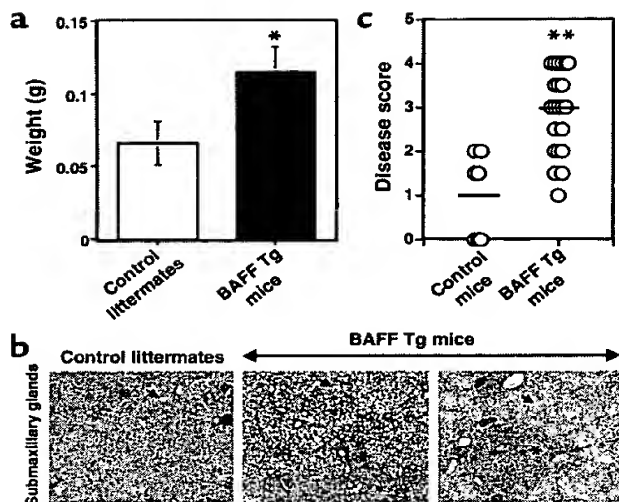 a
0.15
0.1
0.05
0
Weight (g)
*
Control
littermates
BAFF Tg
mice
c
5
4
3
2
1
0
Disease score
**
Control
mice
BAFF Tg
mice
b
Control littermates
BAFF Tg mice
Submaxillary glands